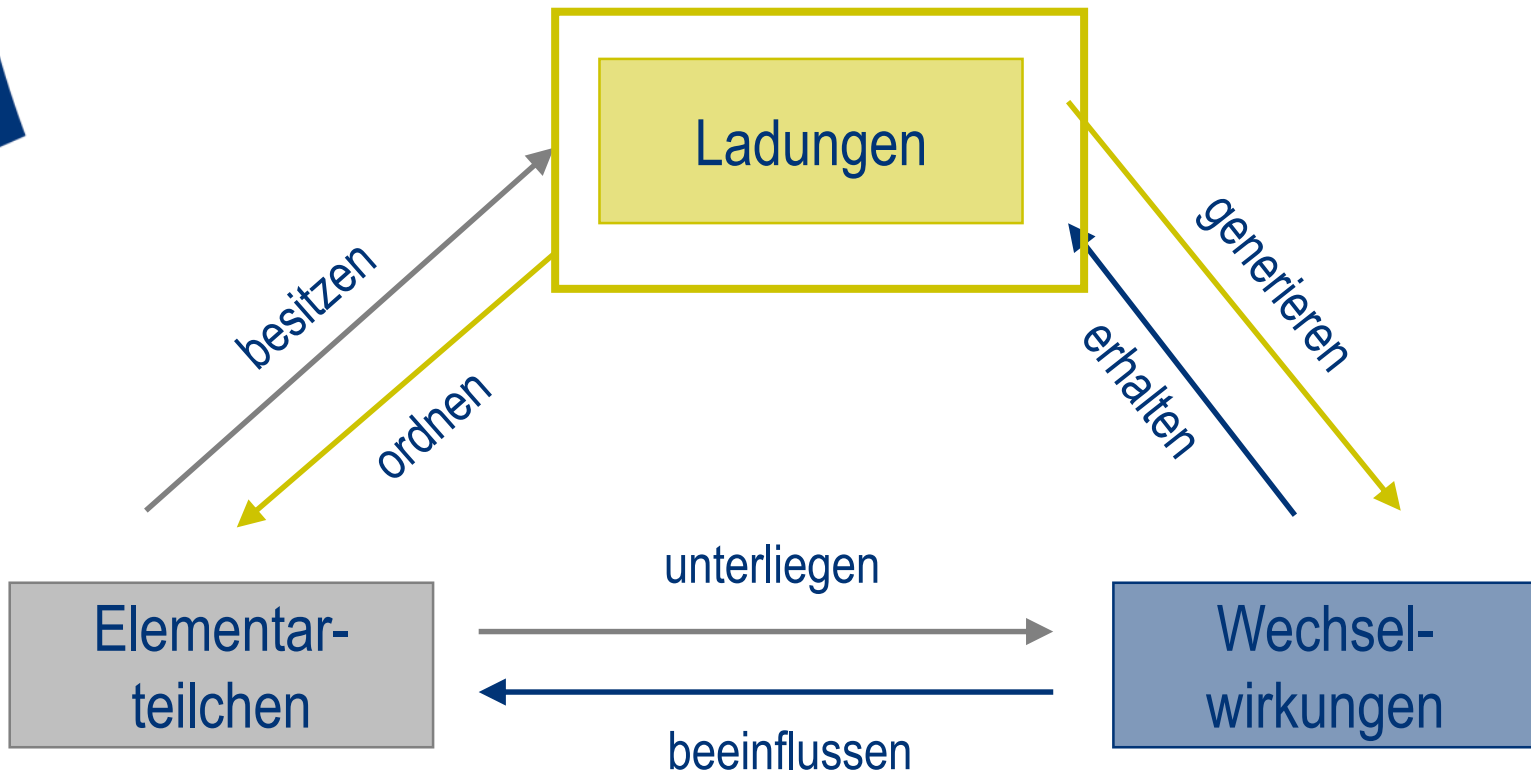 Ladungen
besitzen
ordnen
generieren
erhalten
unterliegen
Elementar-
teilchen
Wechsel-
wirkungen
beeinflussen